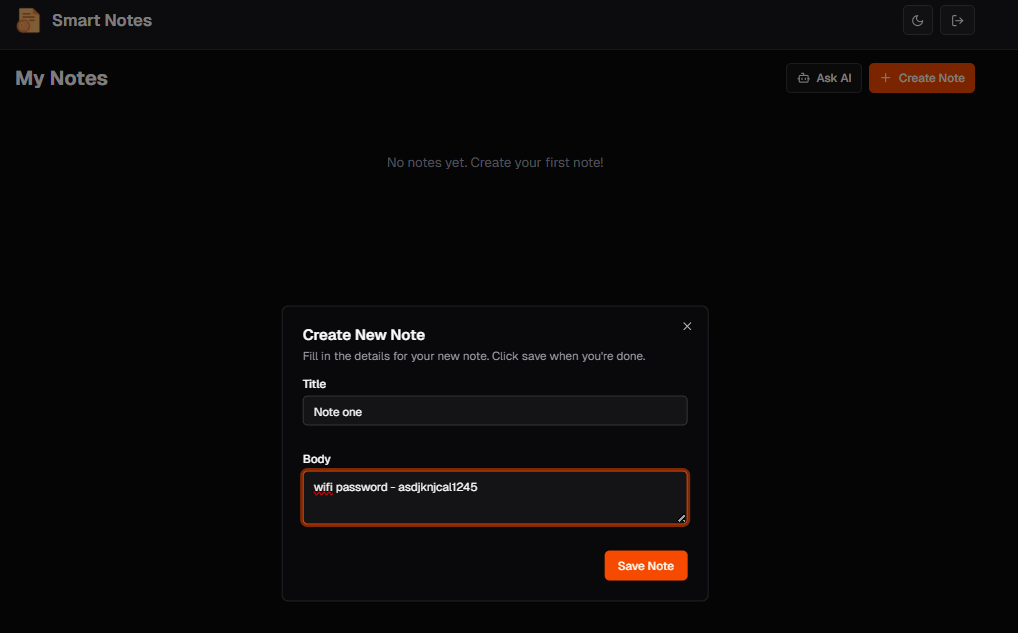 Smart Notes
My Notes
Ask AI
Create Note
No notes yet. Create your first note!
Create New Note
Fill in the details for your new note. Click save when you're done.
Title
Note one
Body
wifi password - asdjknjcal1245
Save Note